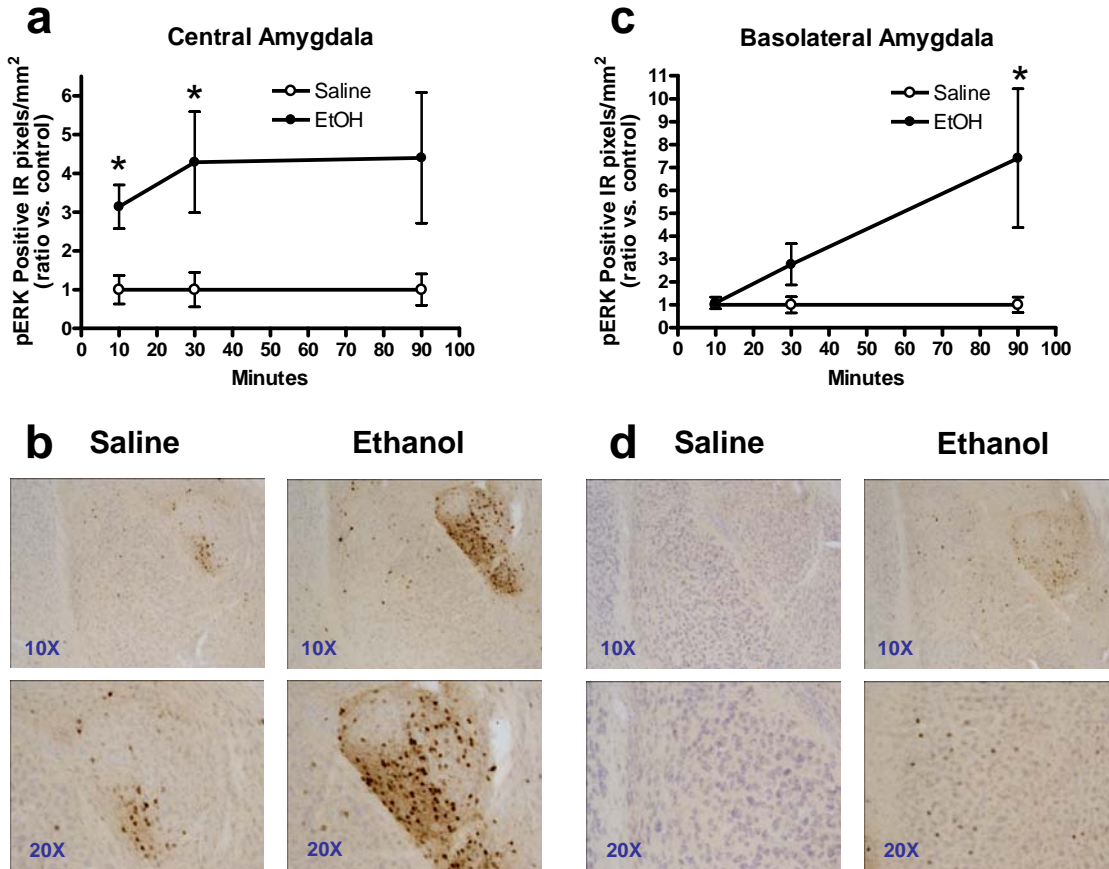 a
Central Amygdala
pERK Positive IR pixels/mm²
(ratio vs. control)
6
5
4
3
2
1
0
*
*
Saline
EtOH
0 10 20 30 40 50 60 70 80 90 100
Minutes
c
Basolateral Amygdala
pERK Positive IR pixels/mm²
(ratio vs. control)
11
10
9
8
7
6
5
4
3
2
1
0
*
Saline
EtOH
0 10 20 30 40 50 60 70 80 90 100
Minutes
b
Saline Ethanol
10X 10X
20X 20X
d
Saline Ethanol
10X 10X
20X 20X